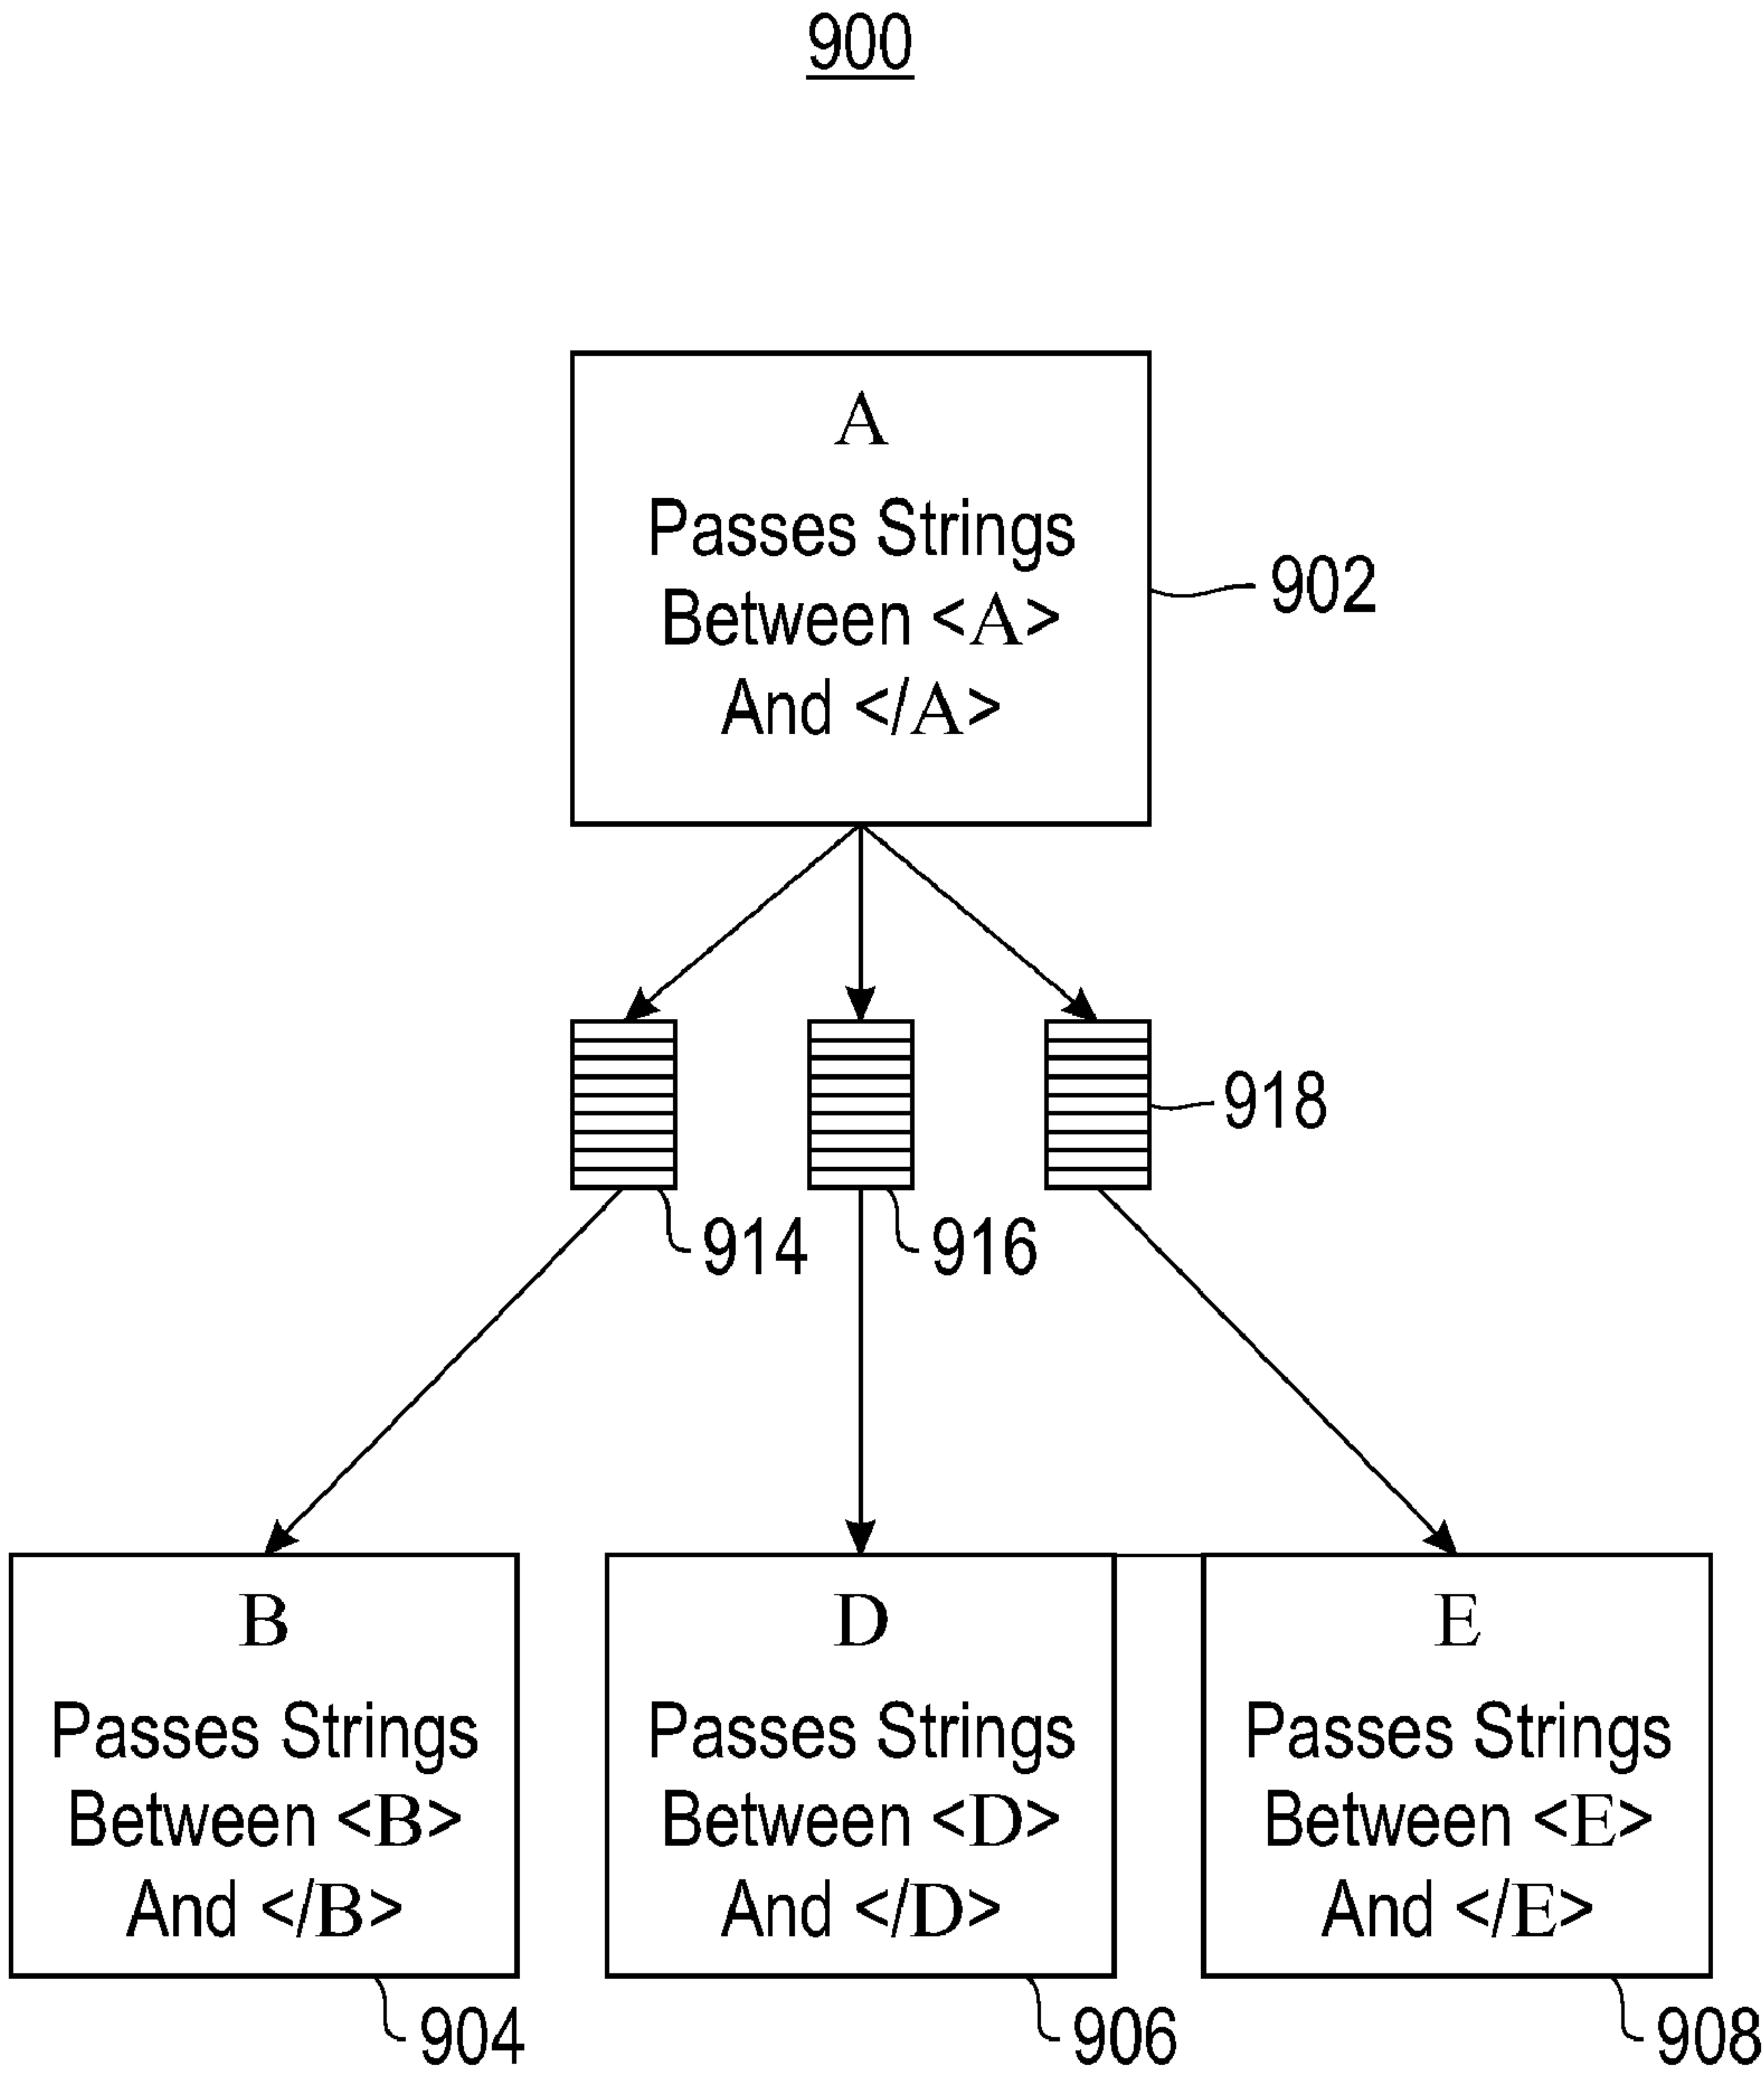 900
A
Passes Strings
Between <A>
And </A>
902
918
914
916
B
Passes Strings
Between <B>
And </B>
904
D
Passes Strings
Between <D>
And </D>
906
E
Passes Strings
Between <E>
And </E>
908